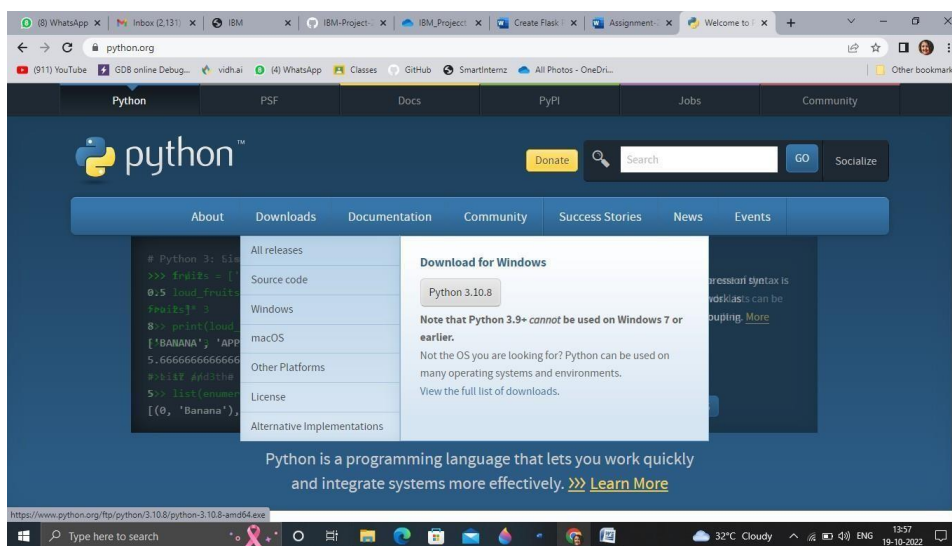 (8) WhatsApp
Inbox (2,131)
IBM
IBM-Project-
IBM_Project
Create Flask
Assignment-
Welcome to
python.org
(911) YouTube
GDB online Debug...
vidh.ai
(4) WhatsApp
Classes
GitHub
SmartInternz
All Photos - OneDri...
Other bookmark
Python
PSF
Docs
PyPI
Jobs
Community
python™
Donate
Search
GO
Socialize
About
Downloads
Documentation
Community
Success Stories
News
Events
# Python 3:
All releases
Source code
Windows
macOS
Other Platforms
License
Alternative Implementations
Download for Windows
Python 3.10.8
Note that Python 3.9+ cannot be used on Windows 7 or
earlier.
Not the OS you are looking for? Python can be used on
many operating systems and environments.
View the full list of downloads.
['BANANA', 'APP
5.6666666666666
[(0, 'Banana'),
More
Python is a programming language that lets you work quickly
and integrate systems more effectively. >>> Learn More
https://www.python.org/ftp/python/3.10.8/python-3.10.8-amd64.exe
Type here to search
32°C Cloudy
ENG
13:57
19-10-2022